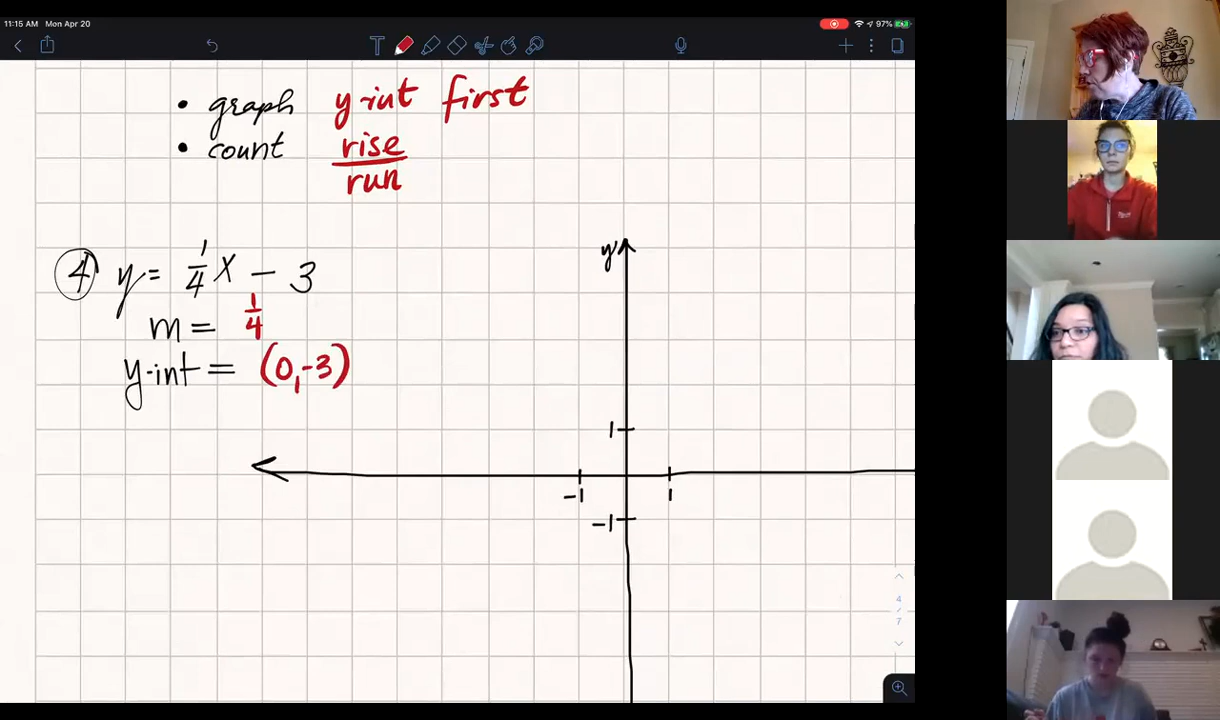 11:15 AM Mon Apr 20 97%
• graph y-int first
• count rise
run
④ y = 1/4 x - 3
m = 1/4
y-int = (0,-3)
y
1
-1 1
-1
4
/
7